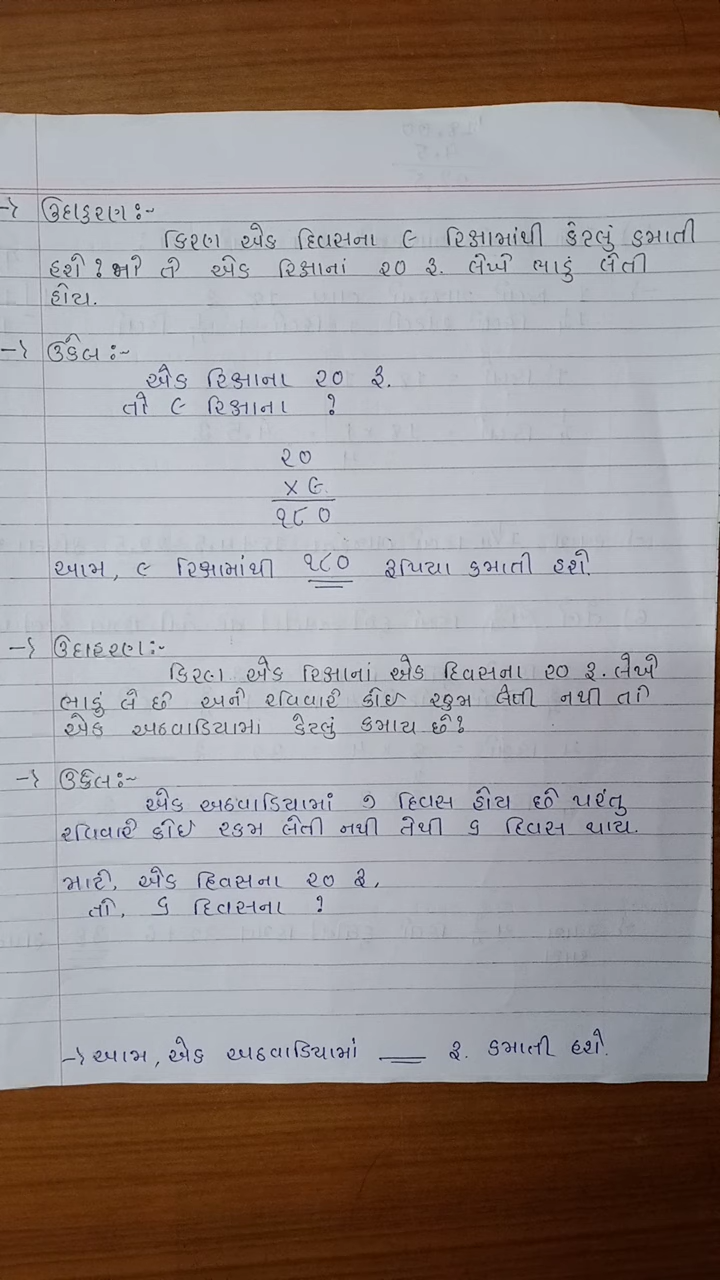 -> ઉદાહરણ:-
કિરણ એક દિવસના ૯ રિક્ષામાંથી કેટલું કમાતી
હશે? જો તે એક રિક્ષાનાં ૨૦ રૂ. લેખે ભાડું લેતી
હોય.
-> ઉકેલ:-
એક રિક્ષાના ૨૦ રૂ.
તો ૯ રિક્ષાના ?
૨૦
x ૯
૧૮૦
આમ, ૯ રિક્ષામાંથી ૧૮૦ રૂપિયા કમાતી હશે.
-> ઉદાહરણ:-
કિરણ એક રિક્ષાનાં એક દિવસના ૨૦ રૂ. લેખે
ભાડું લે છે અને રવિવારે કોઈ રકમ લેતી નથી તો
એક અઠવાડિયામાં કેટલું કમાય છે?
-> ઉકેલ:-
એક અઠવાડિયામાં ૭ દિવસ હોય છે પરંતુ
રવિવારે કોઈ રકમ લેતી નથી તેથી ૬ દિવસ થાય.
માટે, એક દિવસના ૨૦ રૂ.
તો, ૬ દિવસના ?
-> આમ, એક અઠવાડિયામાં ___ રૂ. કમાતી હશે.